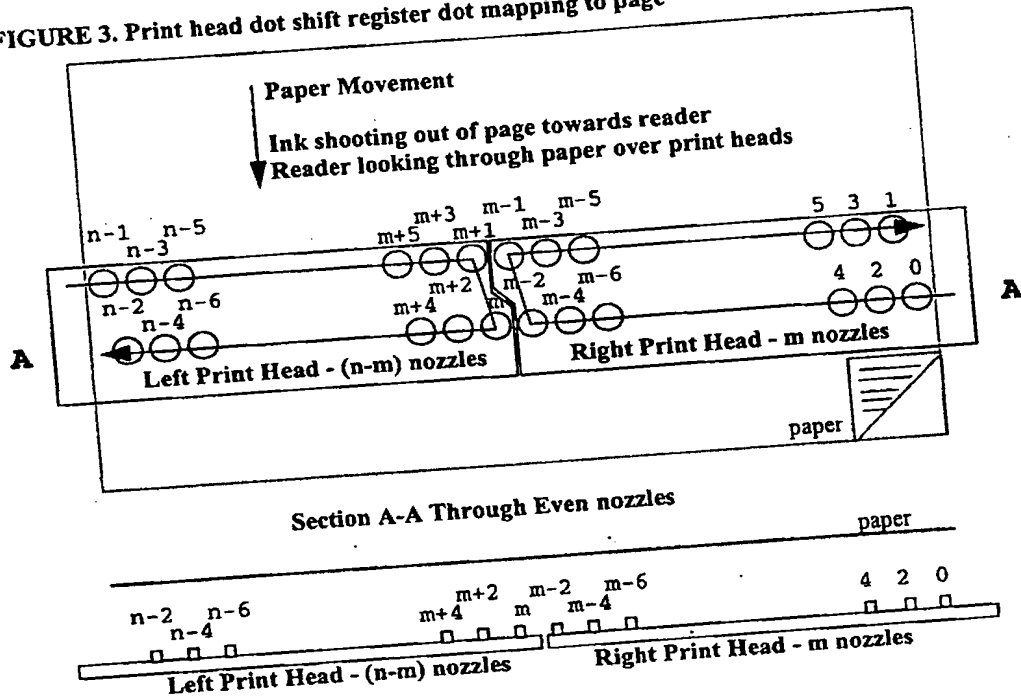 FIGURE 3. Print head dot shift register dot mapping to page
Paper Movement
Ink shooting out of page towards reader
Reader looking through paper over print heads
n-1 n-3 n-5 m+5 m+3 m+1 m-1 m-3 m-5 5 3 1
n-2 n-4 n-6 m+4 m+2 m m-2 m-4 m-6 4 2 0
A A
Left Print Head - (n-m) nozzles Right Print Head - m nozzles
paper
Section A-A Through Even nozzles
paper
n-2 n-4 n-6 m+4 m+2 m m-2 m-4 m-6 4 2 0
Left Print Head - (n-m) nozzles Right Print Head - m nozzles